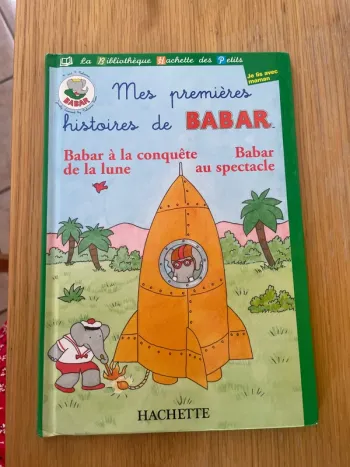 La Bibliothèque Hachette des Petits
Je lis avec
maman
BABAR
Mes premières
histoires de BABAR
Babar à la conquête
de la lune
Babar
au spectacle
HACHETTE